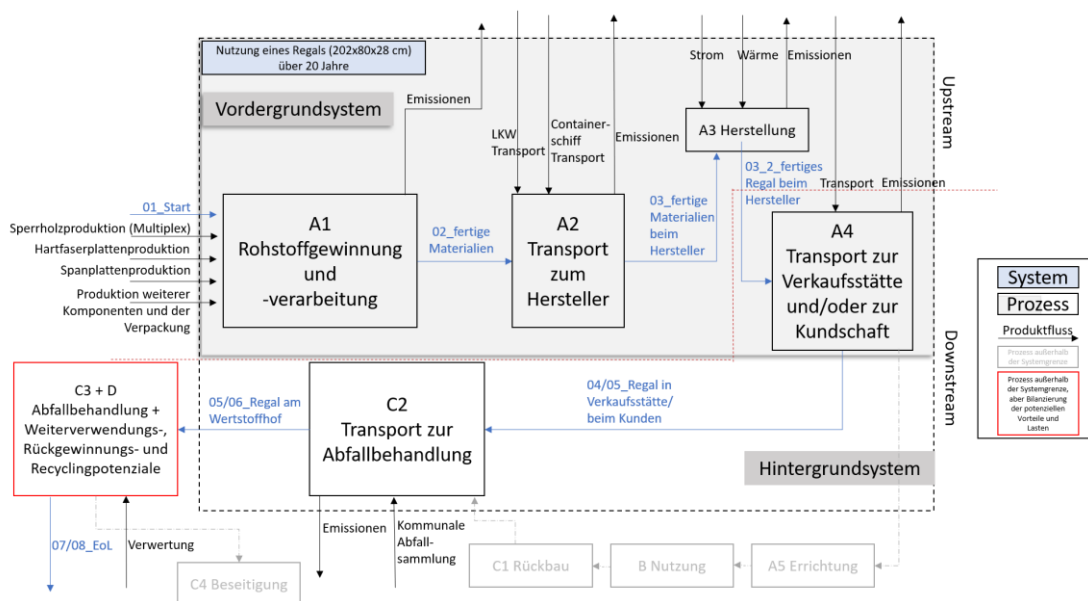 Nutzung eines Regals (202x80x28 cm)
über 20 Jahre
Vordergrundsystem
Emissionen
LKW
Transport
Container-
schiff
Transport
Emissionen
Strom
Wärme
Emissionen
A3 Herstellung
Upstream
01_Start
Sperrholzproduktion (Multiplex)
Hartfaserplattenproduktion
Spanplattenproduktion
Produktion weiterer
Komponenten und der
Verpackung
A1
Rohstoffgewinnung
und
-verarbeitung
02_fertige
Materialien
A2
Transport
zum
Hersteller
03_fertige
Materialien
beim
Hersteller
03_2_fertiges
Regal beim
Hersteller
Transport
Emissionen
A4
Transport zur
Verkaufsstätte
und/oder zur
Kundschaft
System
Prozess
Produktfluss
Prozess außerhalb
der Systemgrenze
Prozess außerhalb
der Systemgrenze,
aber Bilanzierung
der potenziellen
Vorteile und
Lasten
Downstream
C3 + D
Abfallbehandlung +
Weiterverwendungs-,
Rückgewinnungs- und
Recyclingpotenziale
05/06_Regal am
Wertstoffhof
C2
Transport zur
Abfallbehandlung
04/05_Regal in
Verkaufsstätte/
beim Kunden
Hintergrundsystem
07/08_EoL
Verwertung
C4 Beseitigung
Emissionen
Kommunale
Abfall-
sammlung
C1 Rückbau
B Nutzung
A5 Errichtung